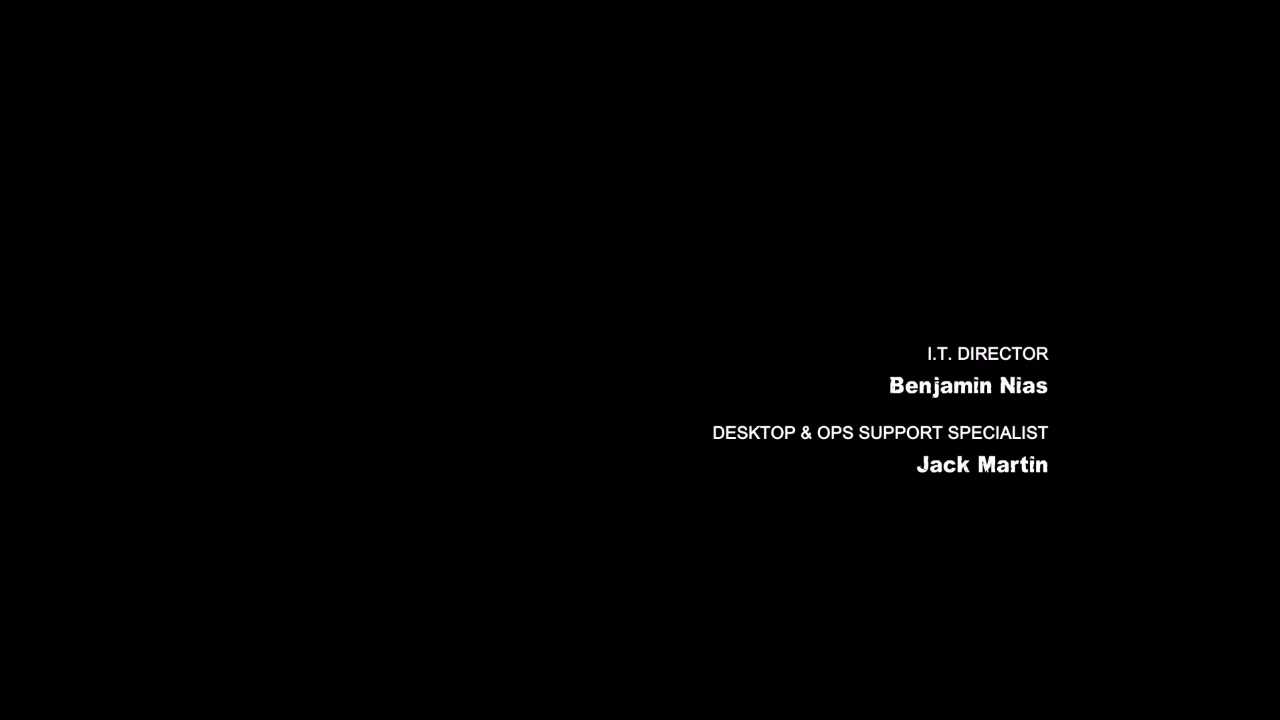 I.T. DIRECTOR
Benjamin Nias
DESKTOP & OPS SUPPORT SPECIALIST
Jack Martin